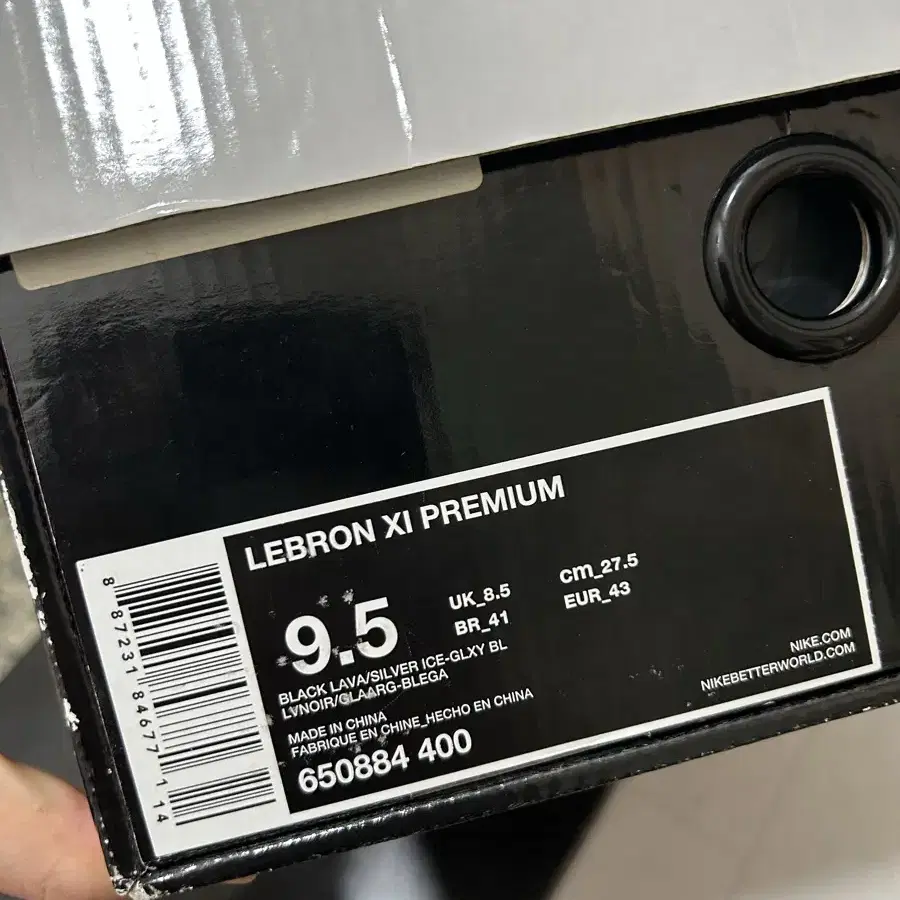 LEBRON XI PREMIUM
9.5
UK_8.5
cm_27.5
BR_41
EUR_43
BLACK LAVA/SILVER ICE-GLXY BL
LVNOIR/GLAARG-BLEGA
MADE IN CHINA
FABRIQUE EN CHINE_HECHO EN CHINA
650884 400
NIKE.COM
NIKEBETTERWORLD.COM
8 87231 84677 1 4